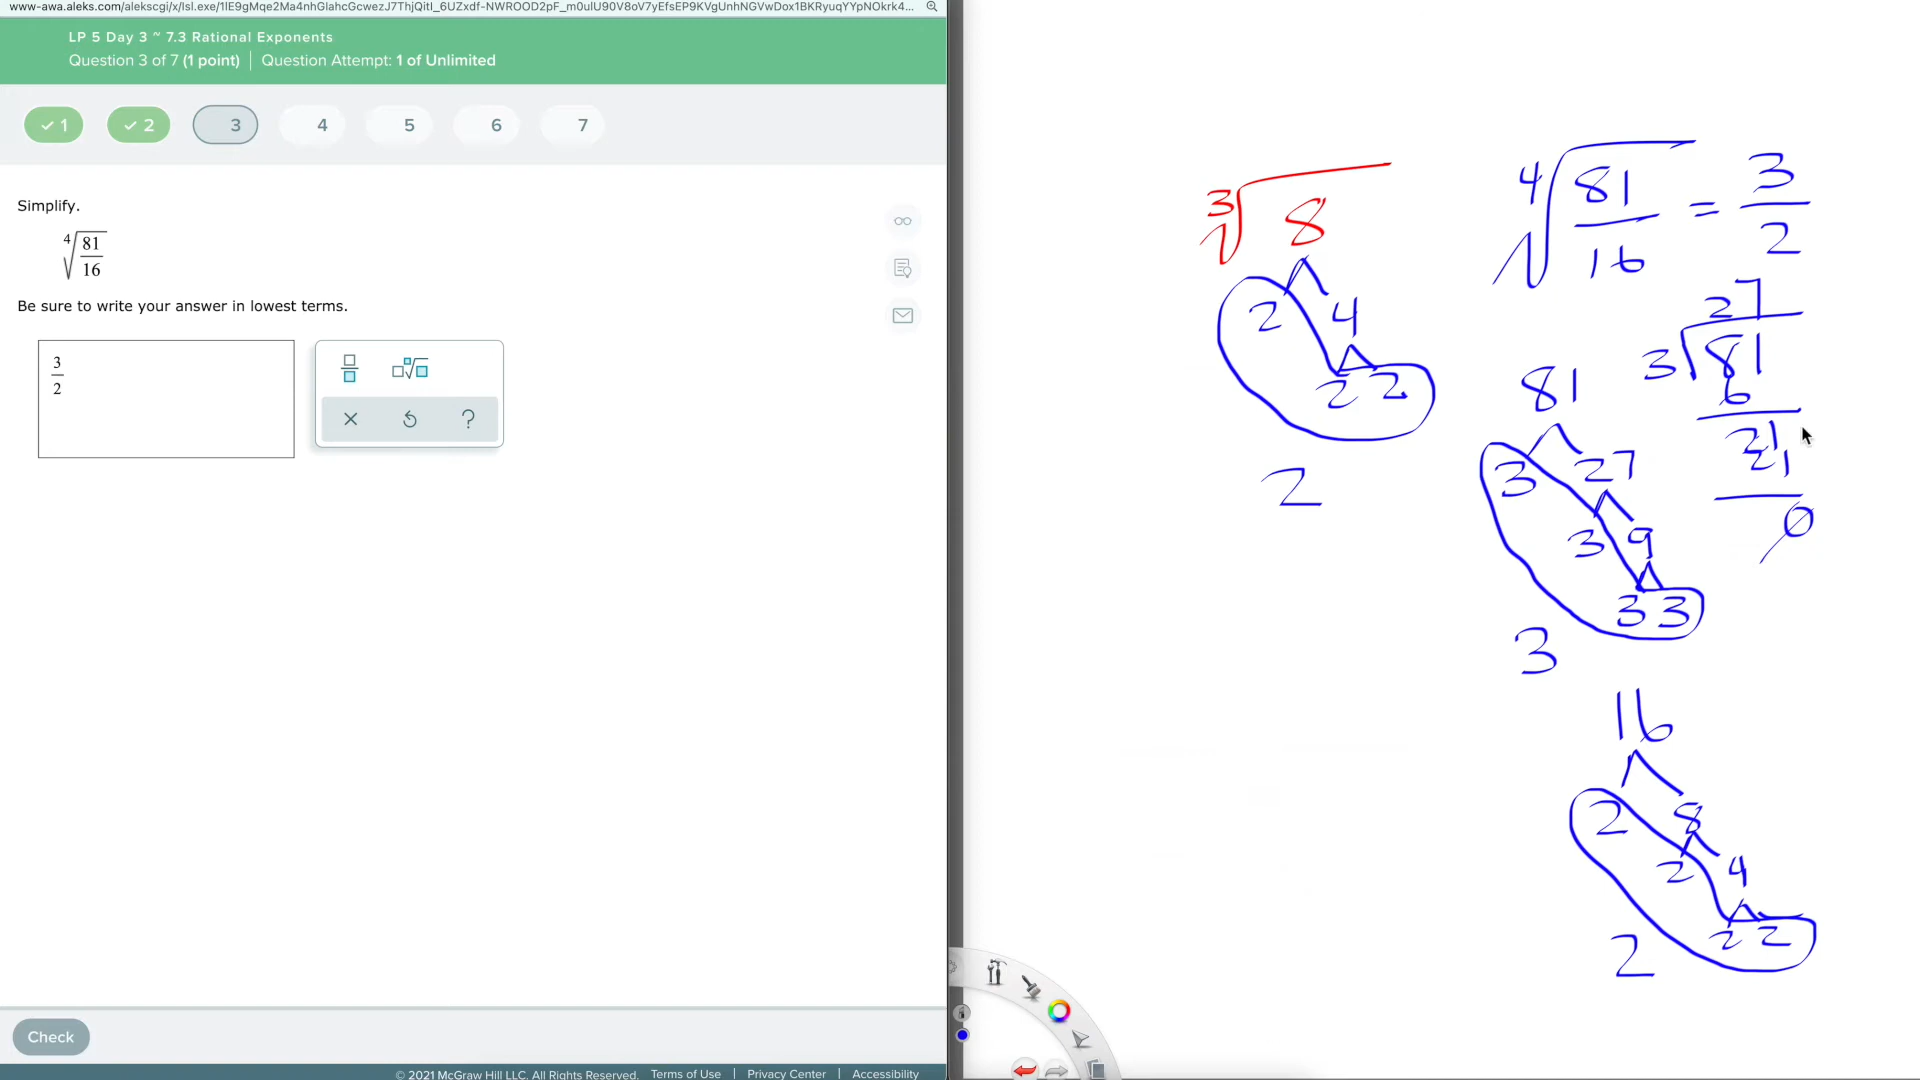 www-awa.aleks.com/alekscgi/x/Isl.exe/1IE9gMqe2Ma4nhGlahcGcwezJ7ThjQitI_6UZxdf-NWROOD2pF_m0ulU90V8oV7yEfsEP9KVgUnhNGVwDox1BKRyuqYYpNOkrk4...
LP 5 Day 3 ~ 7.3 Rational Exponents
Question 3 of 7 (1 point) | Question Attempt: 1 of Unlimited
✓ 1 ✓ 2 3 4 5 6 7
Simplify.
4√81/16
Be sure to write your answer in lowest terms.
3/2
?
Check
© 2021 McGraw Hill LLC. All Rights Reserved. Terms of Use | Privacy Center | Accessibility
3√8
2 4
2 2
2
4√81/16 = 3/2
27
3 81
6
21
21
0
81
3 27
3 9
3 3
3
16
2 8
2 4
2 2
2